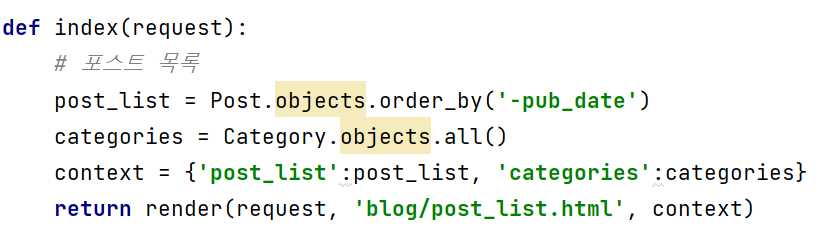 def index(request):
    # 포스트 목록
    post_list = Post.objects.order_by('-pub_date')
    categories = Category.objects.all()
    context = {'post_list':post_list, 'categories':categories}
    return render(request, 'blog/post_list.html', context)